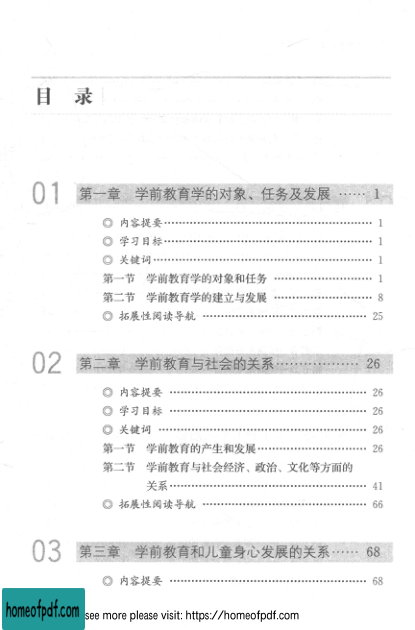 目 录
01 第一章 学前教育学的对象、任务及发展 …… 1
◎ 内容提要 …… 1
◎ 学习目标 …… 1
◎ 关键词 …… 1
第一节 学前教育学的对象和任务 …… 1
第二节 学前教育学的建立与发展 …… 8
◎ 拓展性阅读导航 …… 25
02 第二章 学前教育与社会的关系 …… 26
◎ 内容提要 …… 26
◎ 学习目标 …… 26
◎ 关键词 …… 26
第一节 学前教育的产生和发展 …… 26
第二节 学前教育与社会经济、政治、文化等方面的
关系 …… 41
◎ 拓展性阅读导航 …… 66
03 第三章 学前教育和儿童身心发展的关系 …… 68
◎ 内容提要 …… 68
homeofpdf.com
see more please visit: https://homeofpdf.com